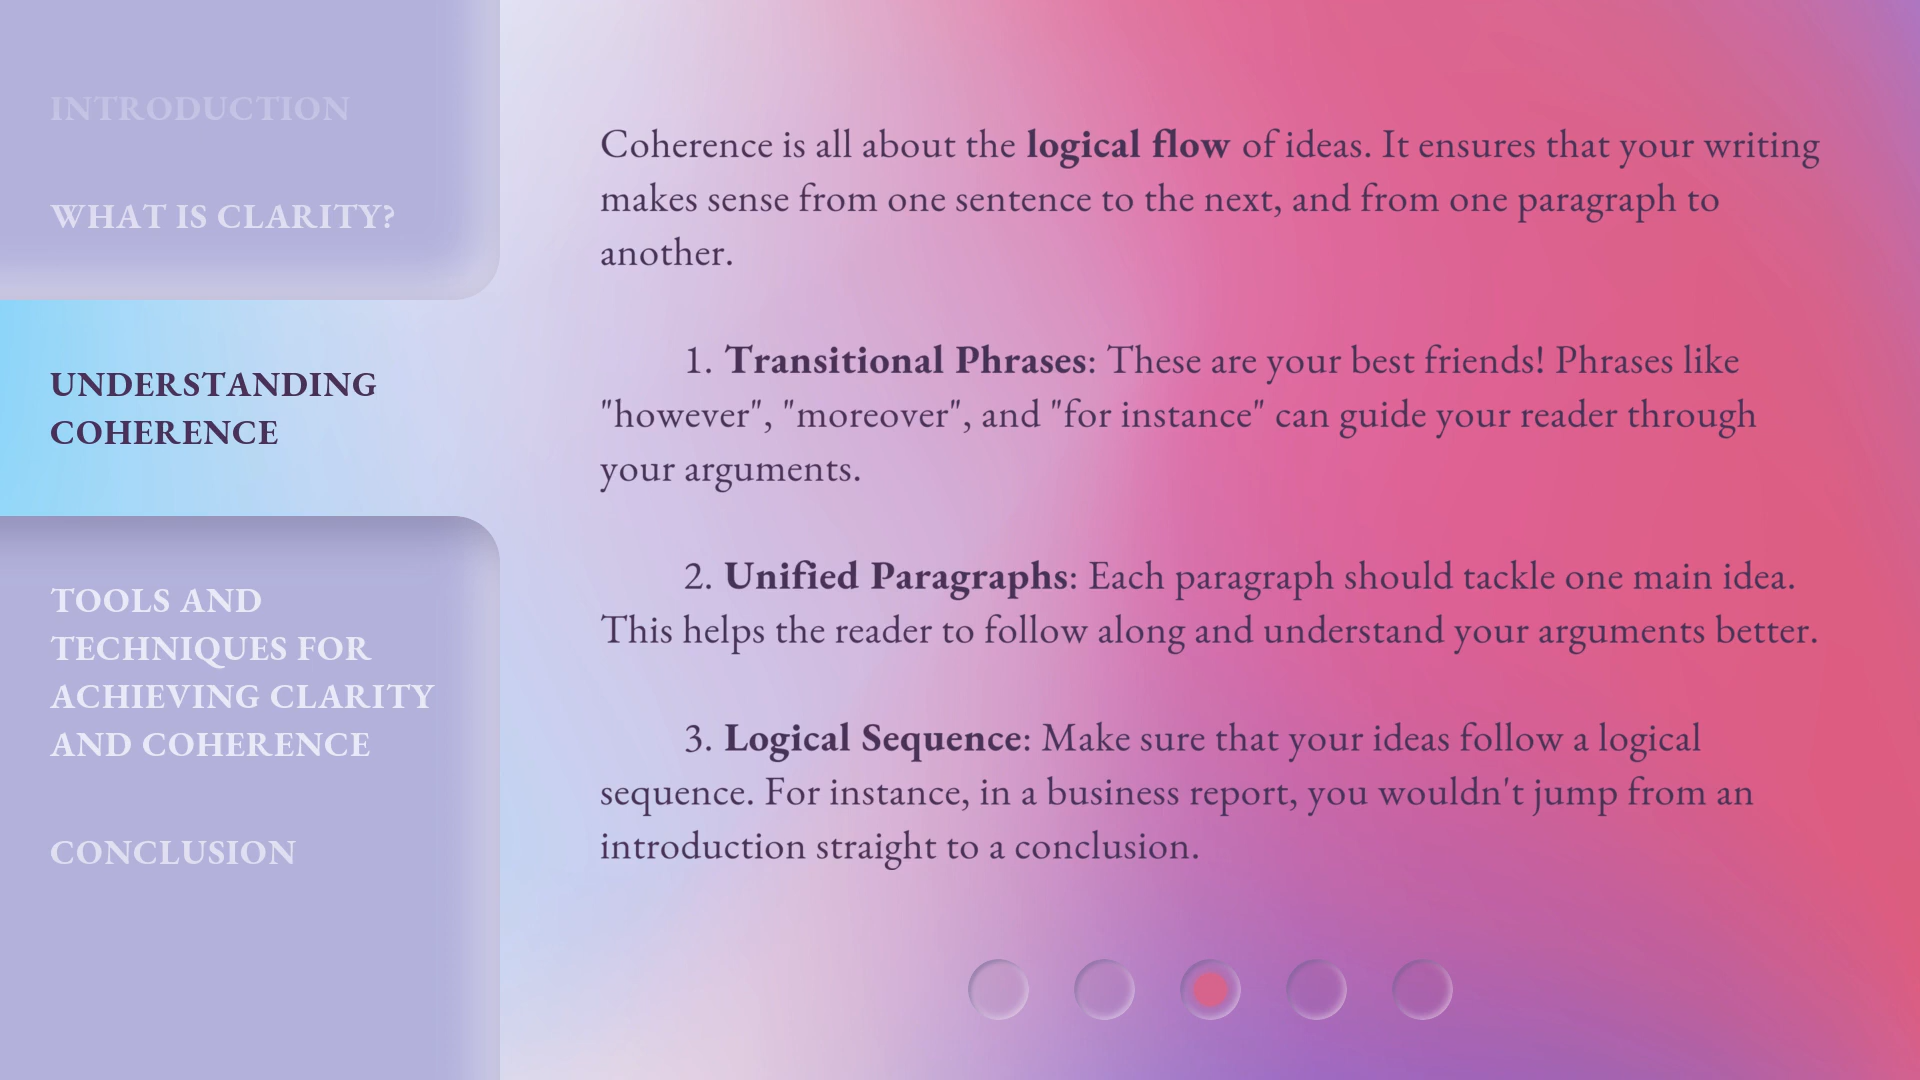 INTRODUCTION
WHAT IS CLARITY?
UNDERSTANDING
COHERENCE
TOOLS AND
TECHNIQUES FOR
ACHIEVING CLARITY
AND COHERENCE
CONCLUSION
Coherence is all about the logical flow of ideas. It ensures that your writing
makes sense from one sentence to the next, and from one paragraph to
another.
1. Transitional Phrases: These are your best friends! Phrases like
"however", "moreover", and "for instance" can guide your reader through
your arguments.
2. Unified Paragraphs: Each paragraph should tackle one main idea.
This helps the reader to follow along and understand your arguments better.
3. Logical Sequence: Make sure that your ideas follow a logical
sequence. For instance, in a business report, you wouldn't jump from an
introduction straight to a conclusion.